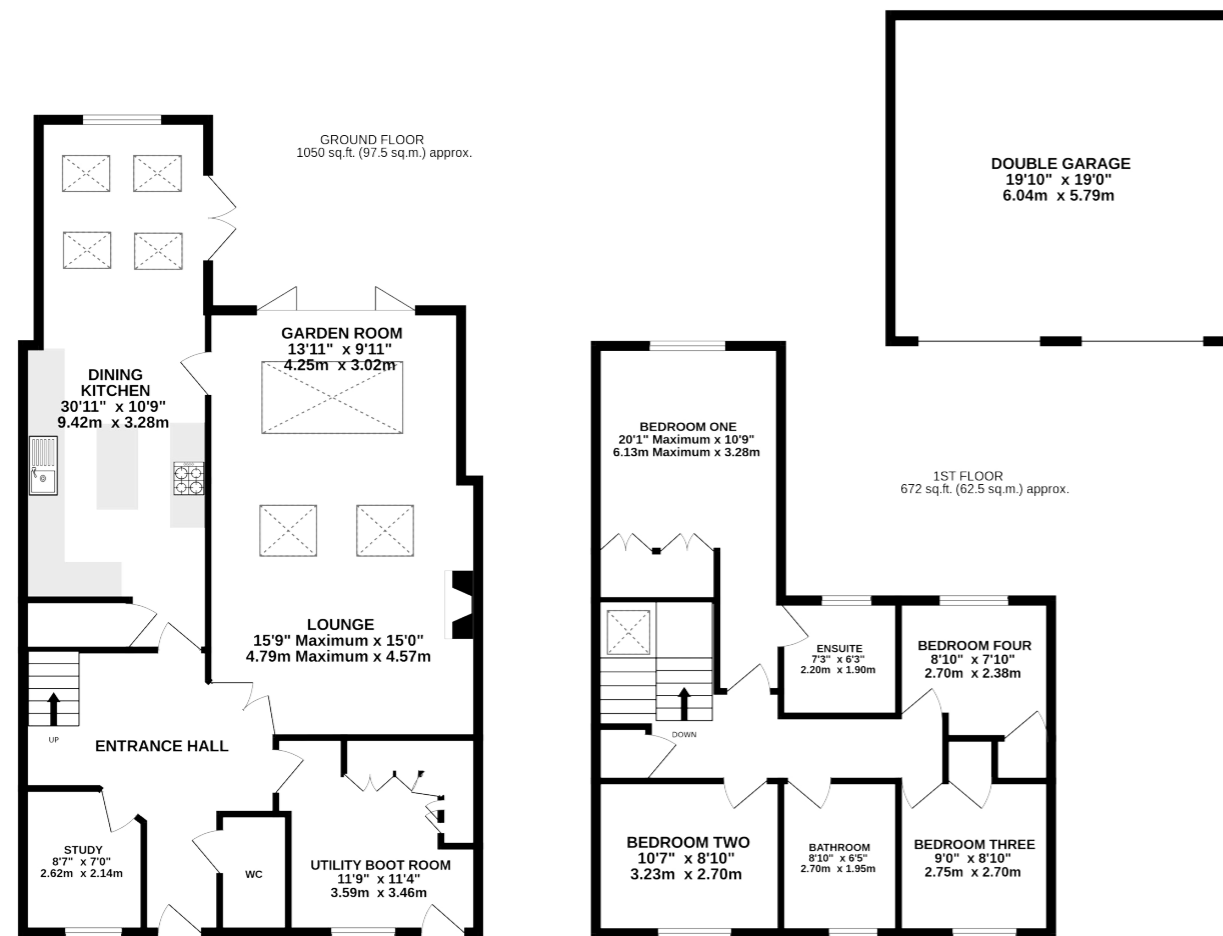 GROUND FLOOR
1050 sq.ft. (97.5 sq.m.) approx.
DINING
KITCHEN
30'11" x 10'9"
9.42m x 3.28m
GARDEN ROOM
13'11" x 9'11"
4.25m x 3.02m
LOUNGE
15'9" Maximum x 15'0"
4.79m Maximum x 4.57m
UP
ENTRANCE HALL
STUDY
8'7" x 7'0"
2.62m x 2.14m
WC
UTILITY BOOT ROOM
11'9" x 11'4"
3.59m x 3.46m
DOUBLE GARAGE
19'10" x 19'0"
6.04m x 5.79m
1ST FLOOR
672 sq.ft. (62.5 sq.m.) approx.
BEDROOM ONE
20'1" Maximum x 10'9"
6.13m Maximum x 3.28m
ENSUITE
7'3" x 6'3"
2.20m x 1.90m
BEDROOM FOUR
8'10" x 7'10"
2.70m x 2.38m
DOWN
BEDROOM TWO
10'7" x 8'10"
3.23m x 2.70m
BATHROOM
8'10" x 6'5"
2.70m x 1.95m
BEDROOM THREE
9'0" x 8'10"
2.75m x 2.70m